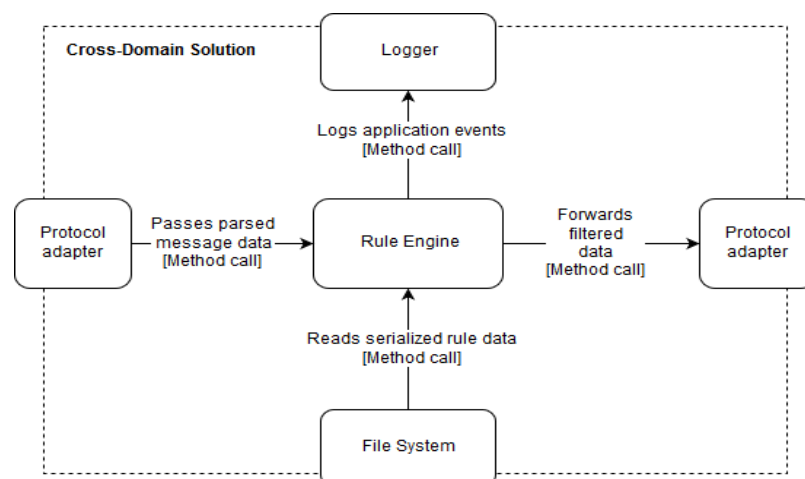 Cross-Domain Solution
Logger
Logs application events
[Method call]
Protocol
adapter
Passes parsed
message data
[Method call]
Rule Engine
Forwards
filtered
data
[Method call]
Protocol
adapter
Reads serialized rule data
[Method call]
File System